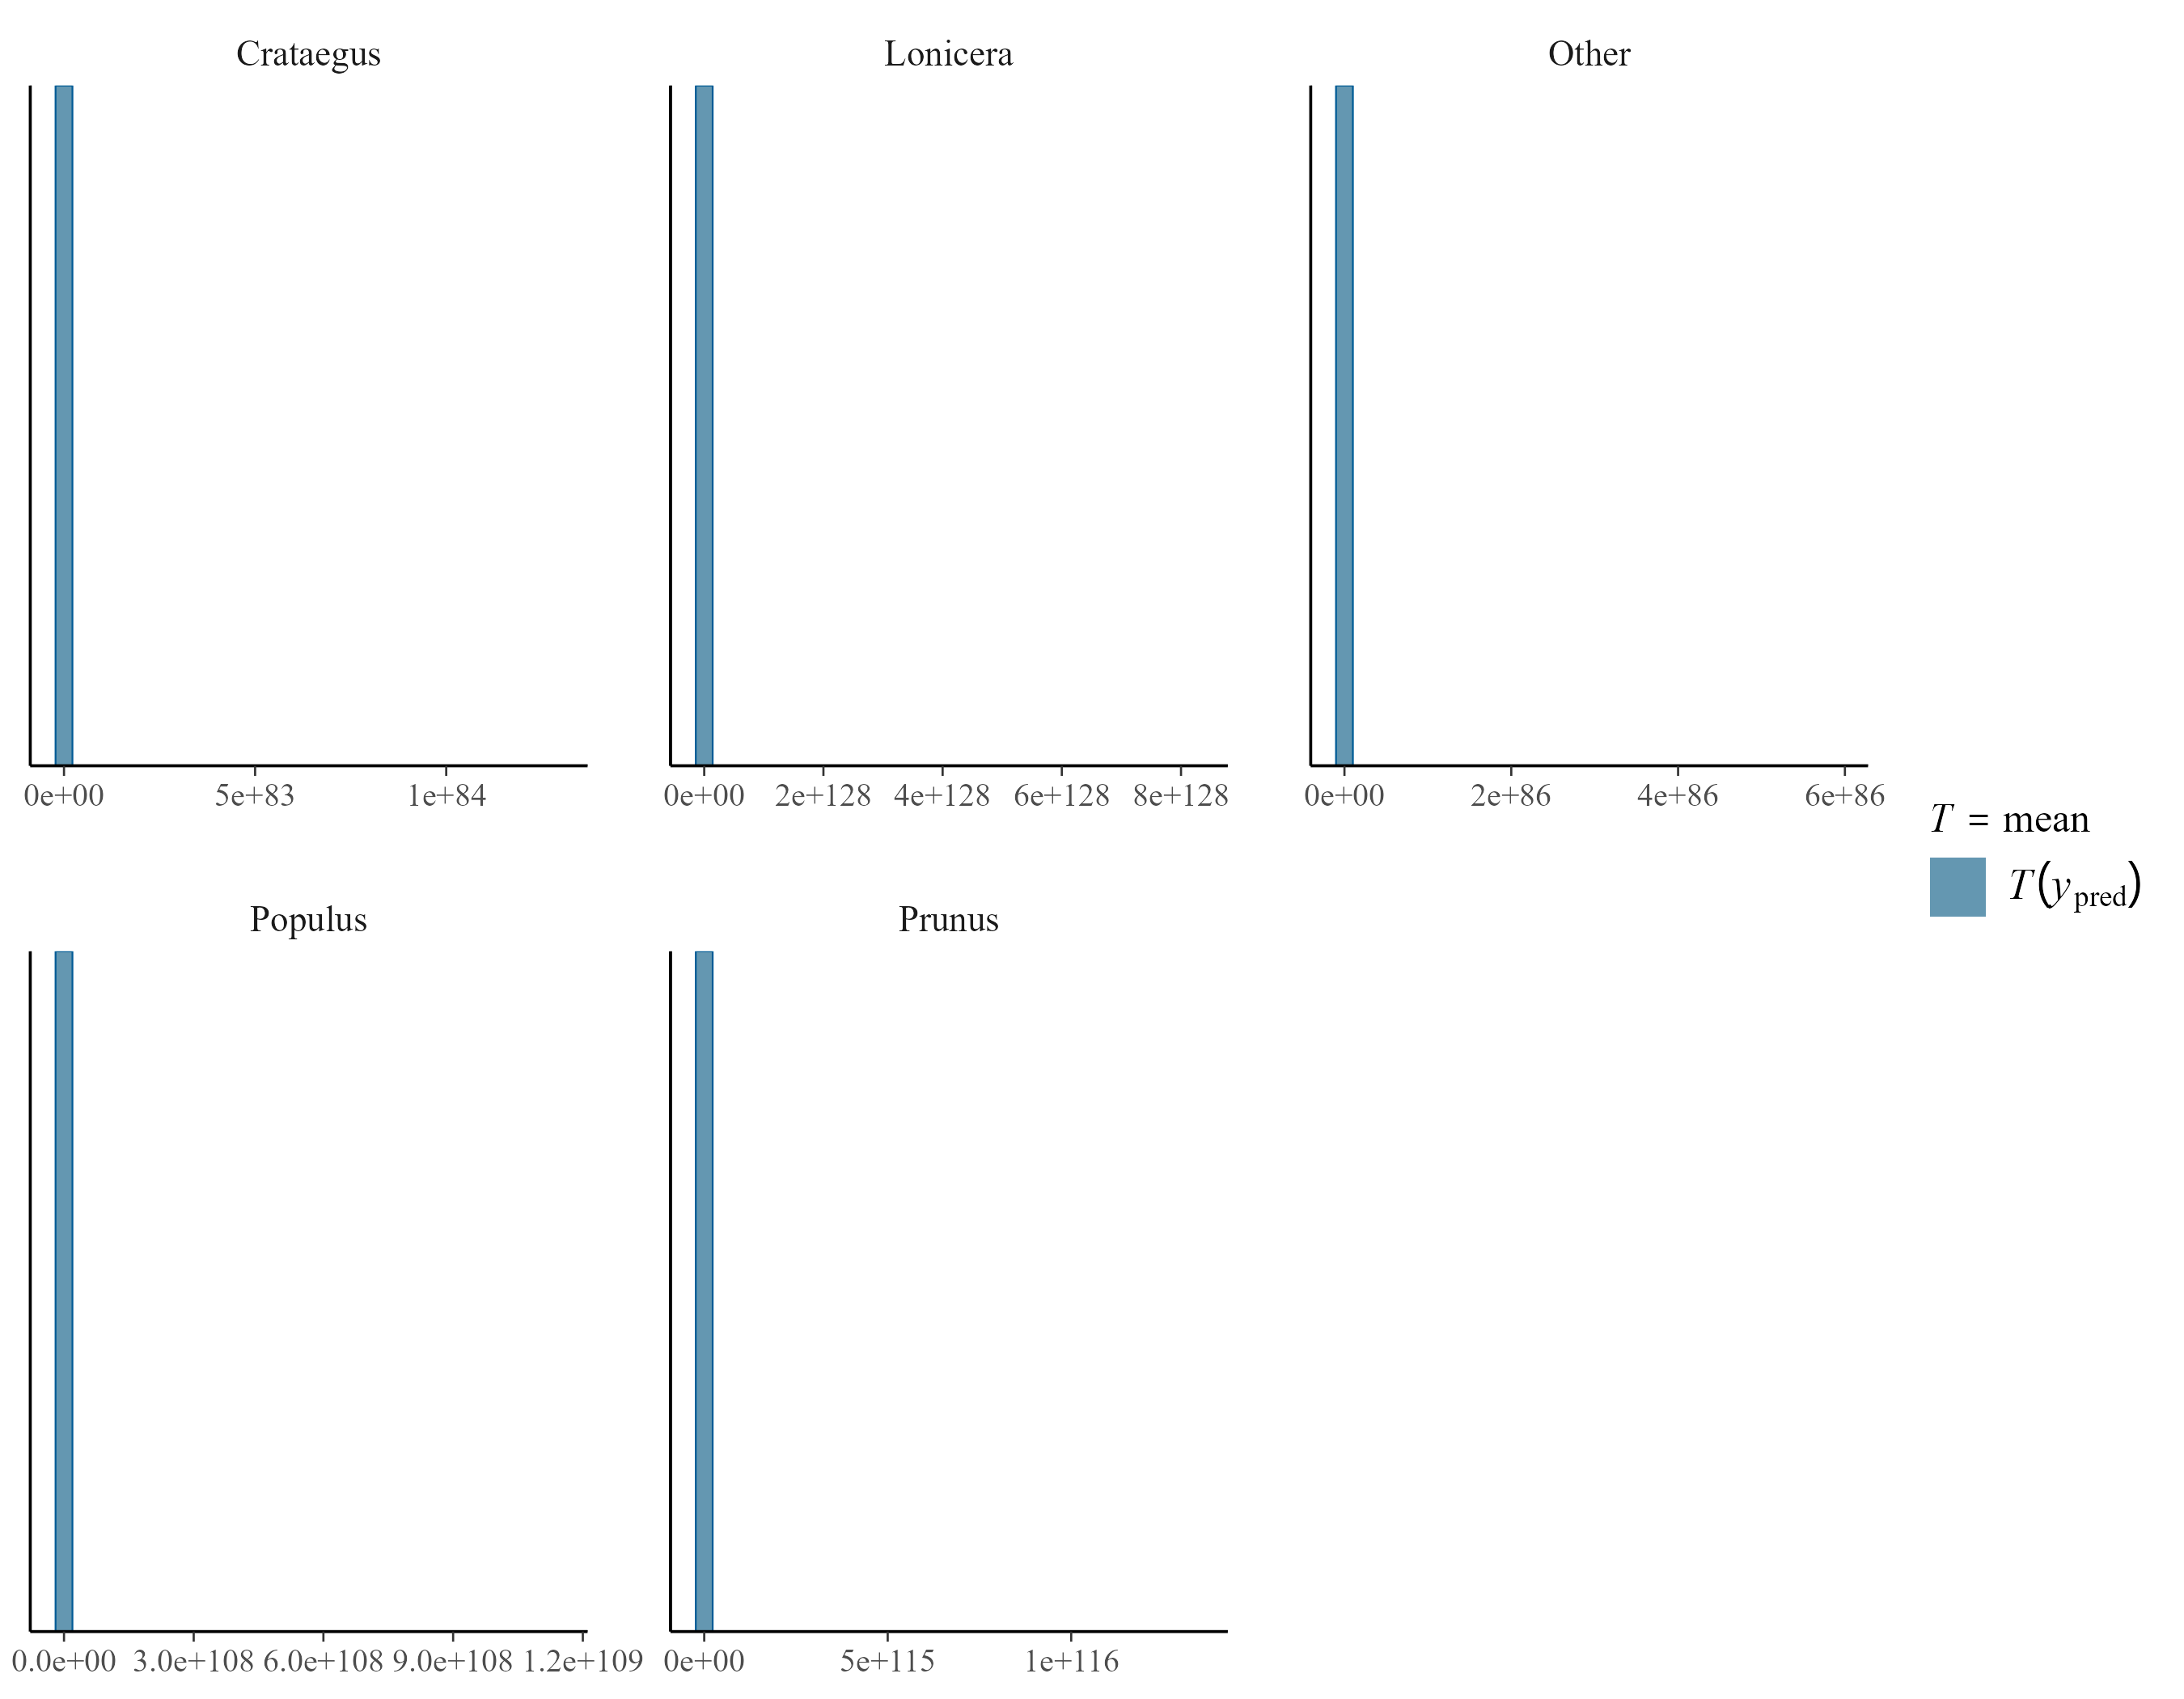 Crataegus
Lonicera
Other
0e+00 5e+83 1e+84
0e+00 2e+128 4e+128 6e+128 8e+128
0e+00 2e+86 4e+86 6e+86
T = mean
T(ypred)
Populus
Prunus
0.0e+00 3.0e+108 6.0e+108 9.0e+108 1.2e+109
0e+00 5e+115 1e+116